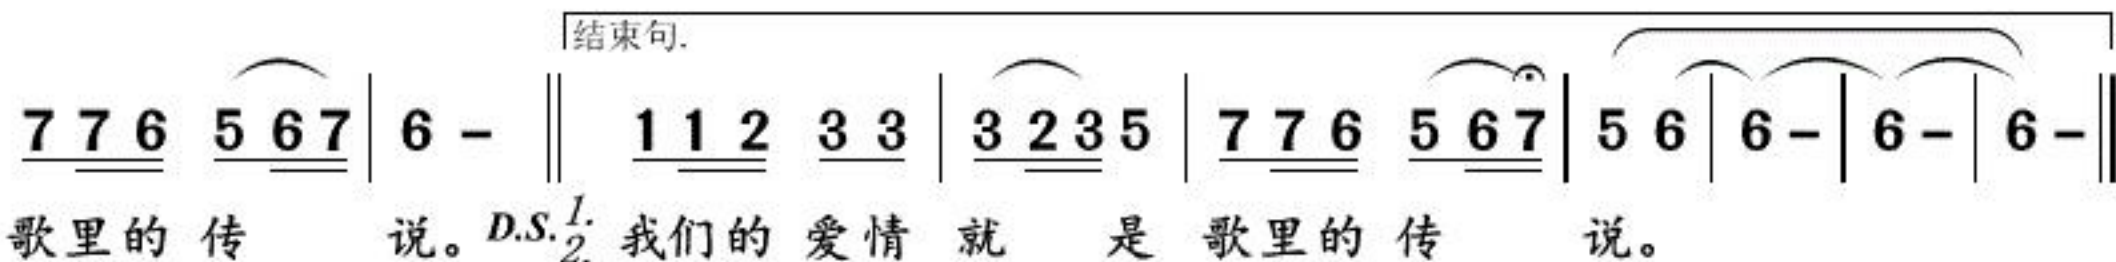 结束句.
7 7 6 5 6 7 | 6 – || 1 1 2 3 3 | 3 2 3 5 | 7 7 6 5 6 7 | 5 6 | 6 – | 6 – | 6 – ||
歌里的 传 说。 D.S. 1. 2. 我们的 爱情 就 是 歌里的 传 说。